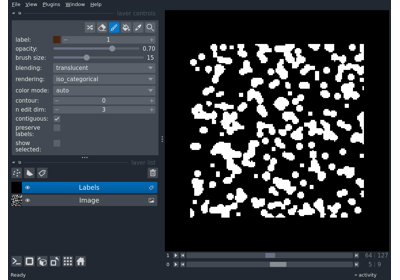 File View Plugins Window Help
layer controls
label: 1
opacity: 0.70
brush size: 15
blending: translucent
rendering: iso_categorical
color mode: auto
contour: 0
n edit dim: 3
contiguous:
preserve
labels:
show
selected:
layer list
Labels
Image
1 64 127
0 5 9
Ready
activity